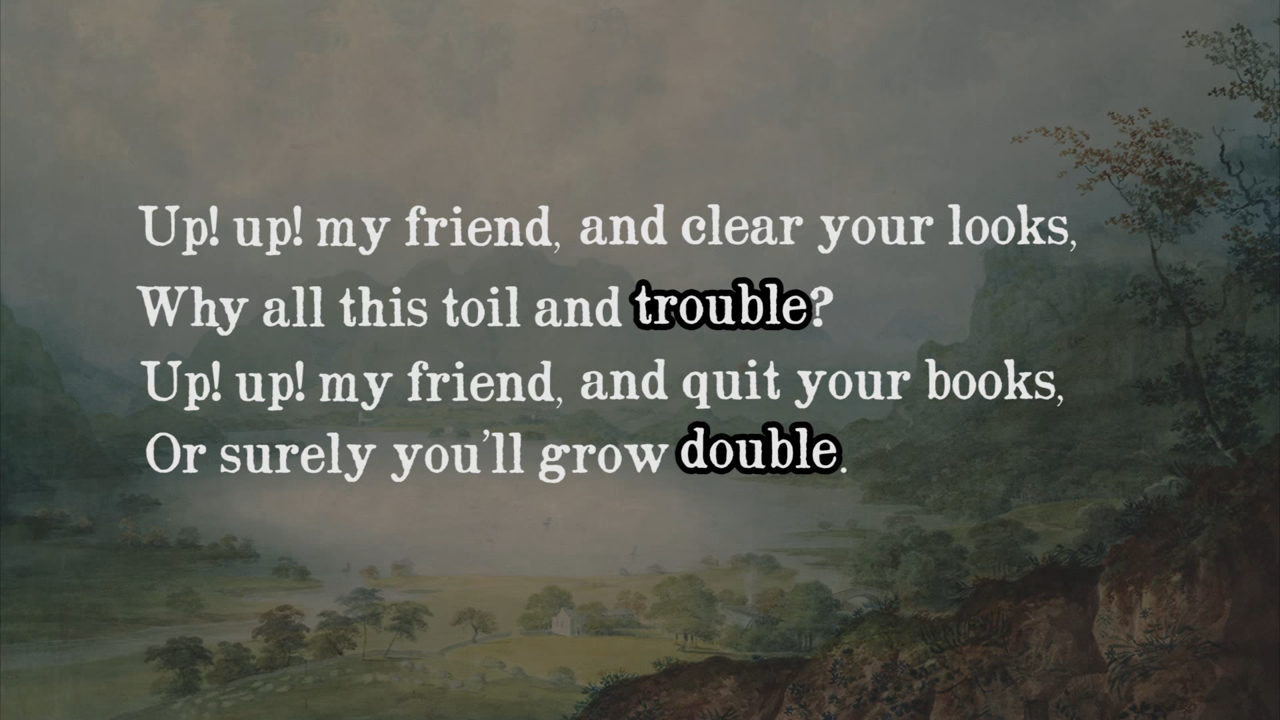 Up! up! my friend, and clear your looks,
Why all this toil and trouble?
Up! up! my friend, and quit your books,
Or surely you'll grow double.